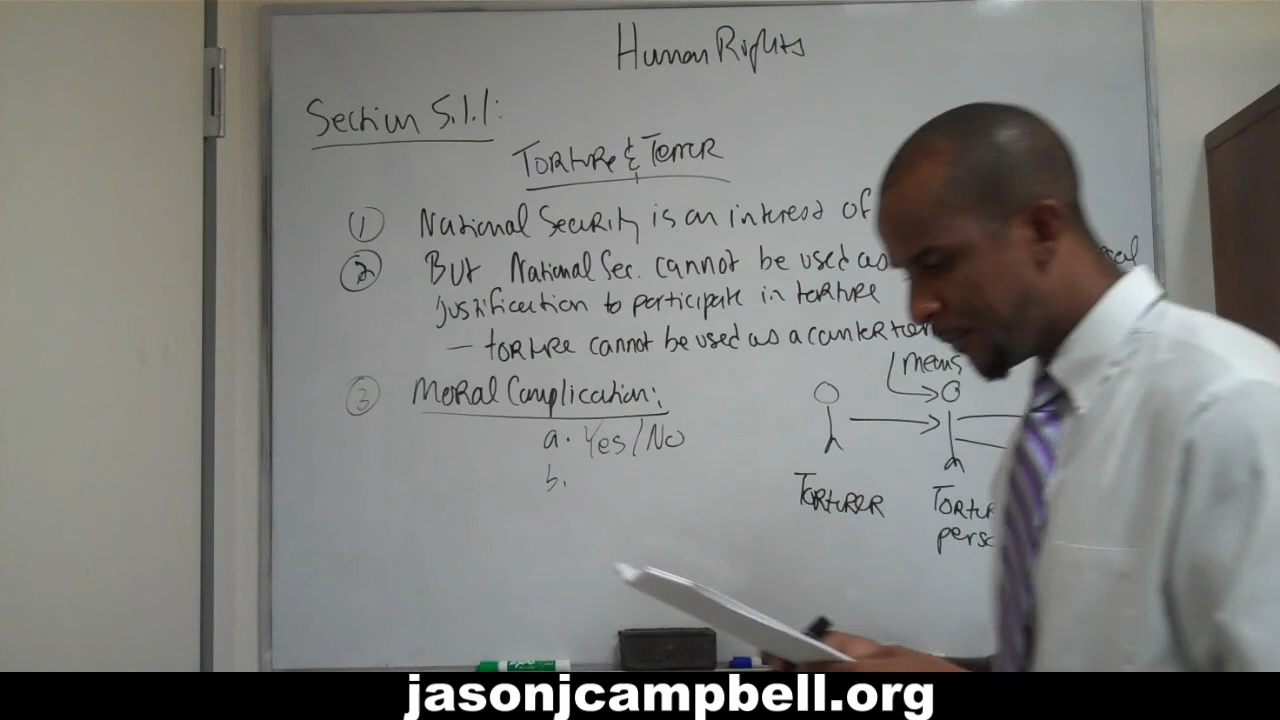 Human Rights
Section 5.1.1:
Torture & Terror
① National Security is an interest of
② But National Sec. cannot be used as
justification to participate in torture
— torture cannot be used as a counter
③ Moral Complication:
means
a. Yes/No
b.
Torturer
jasonjcampbell.org